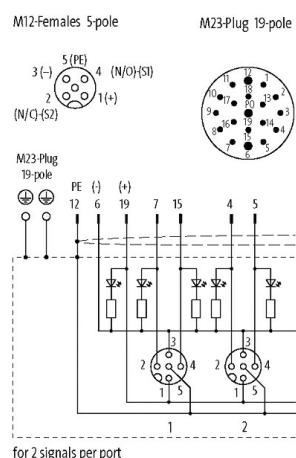 M12-Females 5-pole
M23-Plug 19-pole
5 (PE)
3 (–) 4 (N/O)-(S1)
2 1 (+)
(N/C)-(S2)
12
11 1
10 18 2
17 13
9 P0 3
16 14
8 19 4
15
7 5
6
M23-Plug
19-pole
PE (-) (+)
12 6 19 7 15 4 5
3 3
2 4 2 4
1 5 1 5
1 2
for 2 signals per port